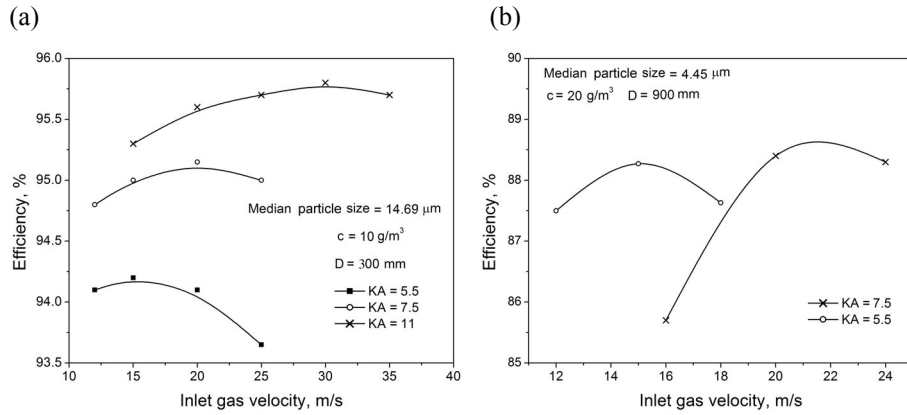 (a)
96.0
95.5
95.0
94.5
94.0
93.5
Efficiency, %
Median particle size = 14.69 μm
c = 10 g/m³
D = 300 mm
KA = 5.5
KA = 7.5
KA = 11
10 15 20 25 30 35 40
Inlet gas velocity, m/s
(b)
90
89
88
87
86
85
Efficiency, %
Median particle size = 4.45 μm
c = 20 g/m³ D = 900 mm
KA = 7.5
KA = 5.5
12 14 16 18 20 22 24
Inlet gas velocity, m/s